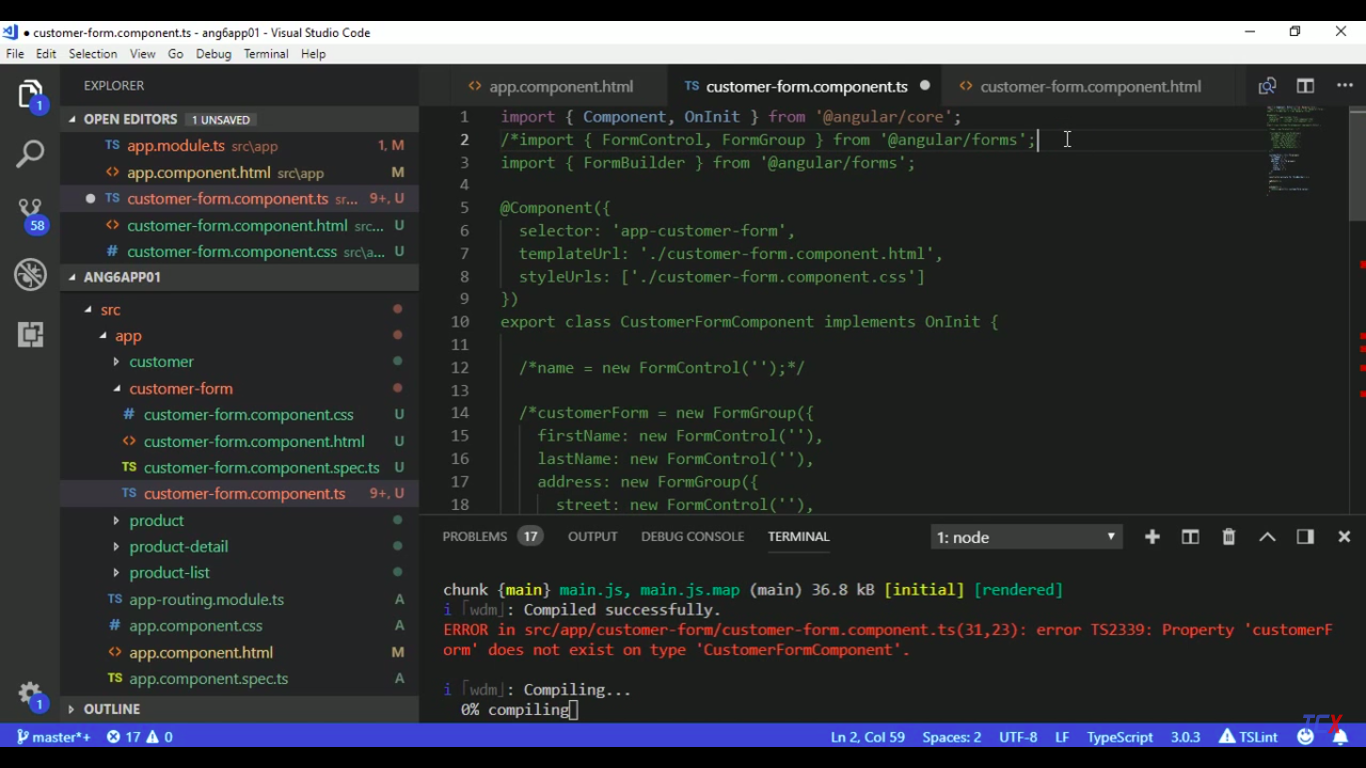 customer-form.component.ts - ang6app01 - Visual Studio Code
File Edit Selection View Go Debug Terminal Help
EXPLORER
app.component.html
customer-form.component.ts
customer-form.component.html
OPEN EDITORS 1 UNSAVED
TS app.module.ts src\app 1, M
<> app.component.html src\app M
TS customer-form.component.ts sr... 9+, U
<> customer-form.component.html src... U
# customer-form.component.css src\a... U
ANG6APP01
src
app
customer
customer-form
# customer-form.component.css U
<> customer-form.component.html U
TS customer-form.component.spec.ts U
TS customer-form.component.ts 9+, U
product
product-detail
product-list
TS app-routing.module.ts A
# app.component.css A
<> app.component.html M
TS app.component.spec.ts A
OUTLINE
1
58
1
1 import { Component, OnInit } from '@angular/core';
2 /*import { FormControl, FormGroup } from '@angular/forms';
3 import { FormBuilder } from '@angular/forms';
4
5 @Component({
6 selector: 'app-customer-form',
7 templateUrl: './customer-form.component.html',
8 styleUrls: ['./customer-form.component.css']
9 })
10 export class CustomerFormComponent implements OnInit {
11
12 /*name = new FormControl('');*/
13
14 /*customerForm = new FormGroup({
15 firstName: new FormControl(''),
16 lastName: new FormControl(''),
17 address: new FormGroup({
18 street: new FormControl(''),
PROBLEMS 17 OUTPUT DEBUG CONSOLE TERMINAL 1: node
chunk {main} main.js, main.js.map (main) 36.8 kB [initial] [rendered]
i ｢wdm｣: Compiled successfully.
ERROR in src/app/customer-form/customer-form.component.ts(31,23): error TS2339: Property 'customerF
orm' does not exist on type 'CustomerFormComponent'.
i ｢wdm｣: Compiling...
0% compiling
master*+ 17 0 Ln 2, Col 59 Spaces: 2 UTF-8 LF TypeScript 3.0.3 TSLint